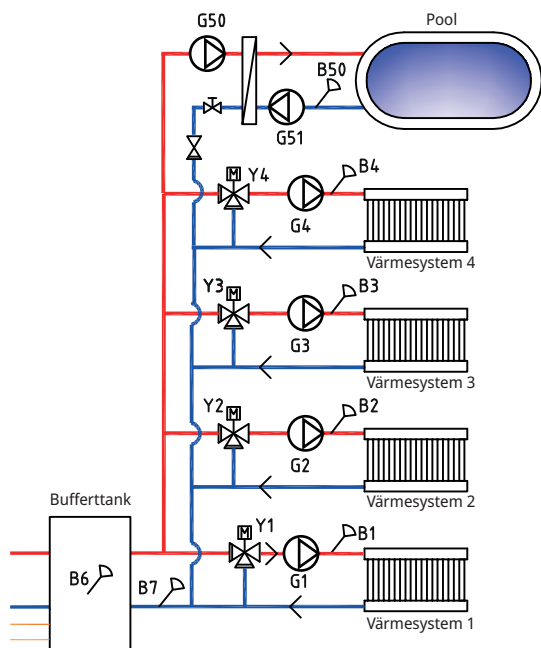 G50
Pool
B50
G51
Y4
B4
G4
Värmesystem 4
M
Y3
B3
M
G3
Värmesystem 3
Y2
B2
M
G2
Värmesystem 2
Bufferttank
Y1
B1
M
B6
B7
G1
Värmesystem 1